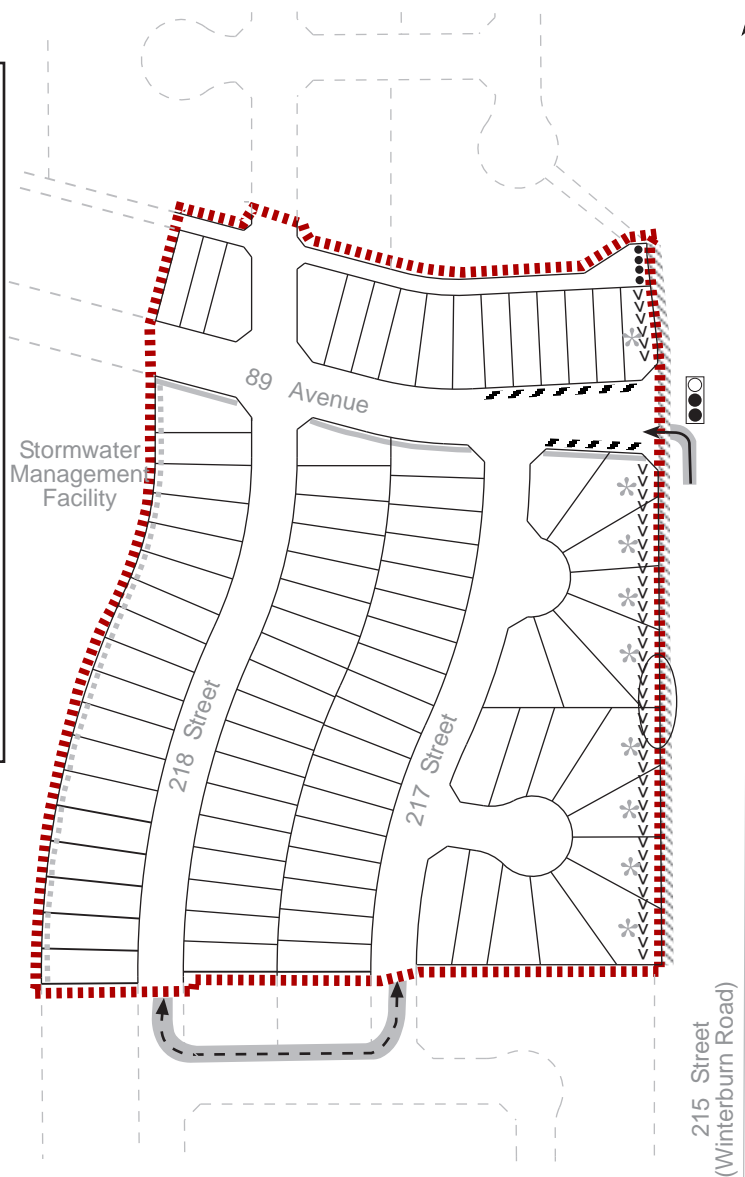 89 Avenue
Stormwater
Management
Facility
218 Street
217 Street
215 Street
(Winterburn Road)